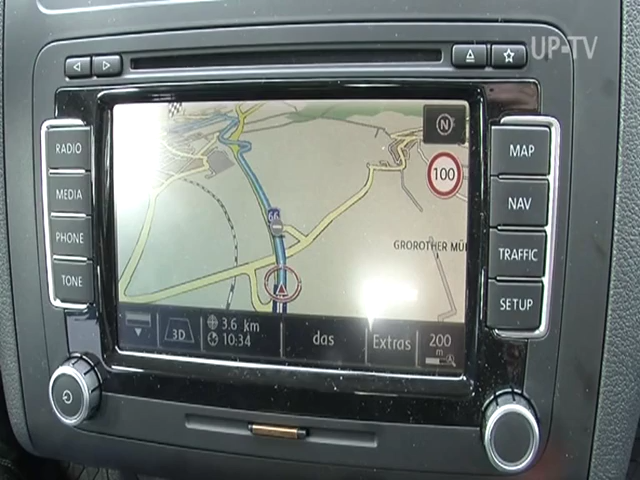 UP-TV
RADIO
MEDIA
PHONE
TONE
N
100
66
GROROTHER MÜ
3D
3.6 km
10:34
das
Extras
200
m
MAP
NAV
TRAFFIC
SETUP